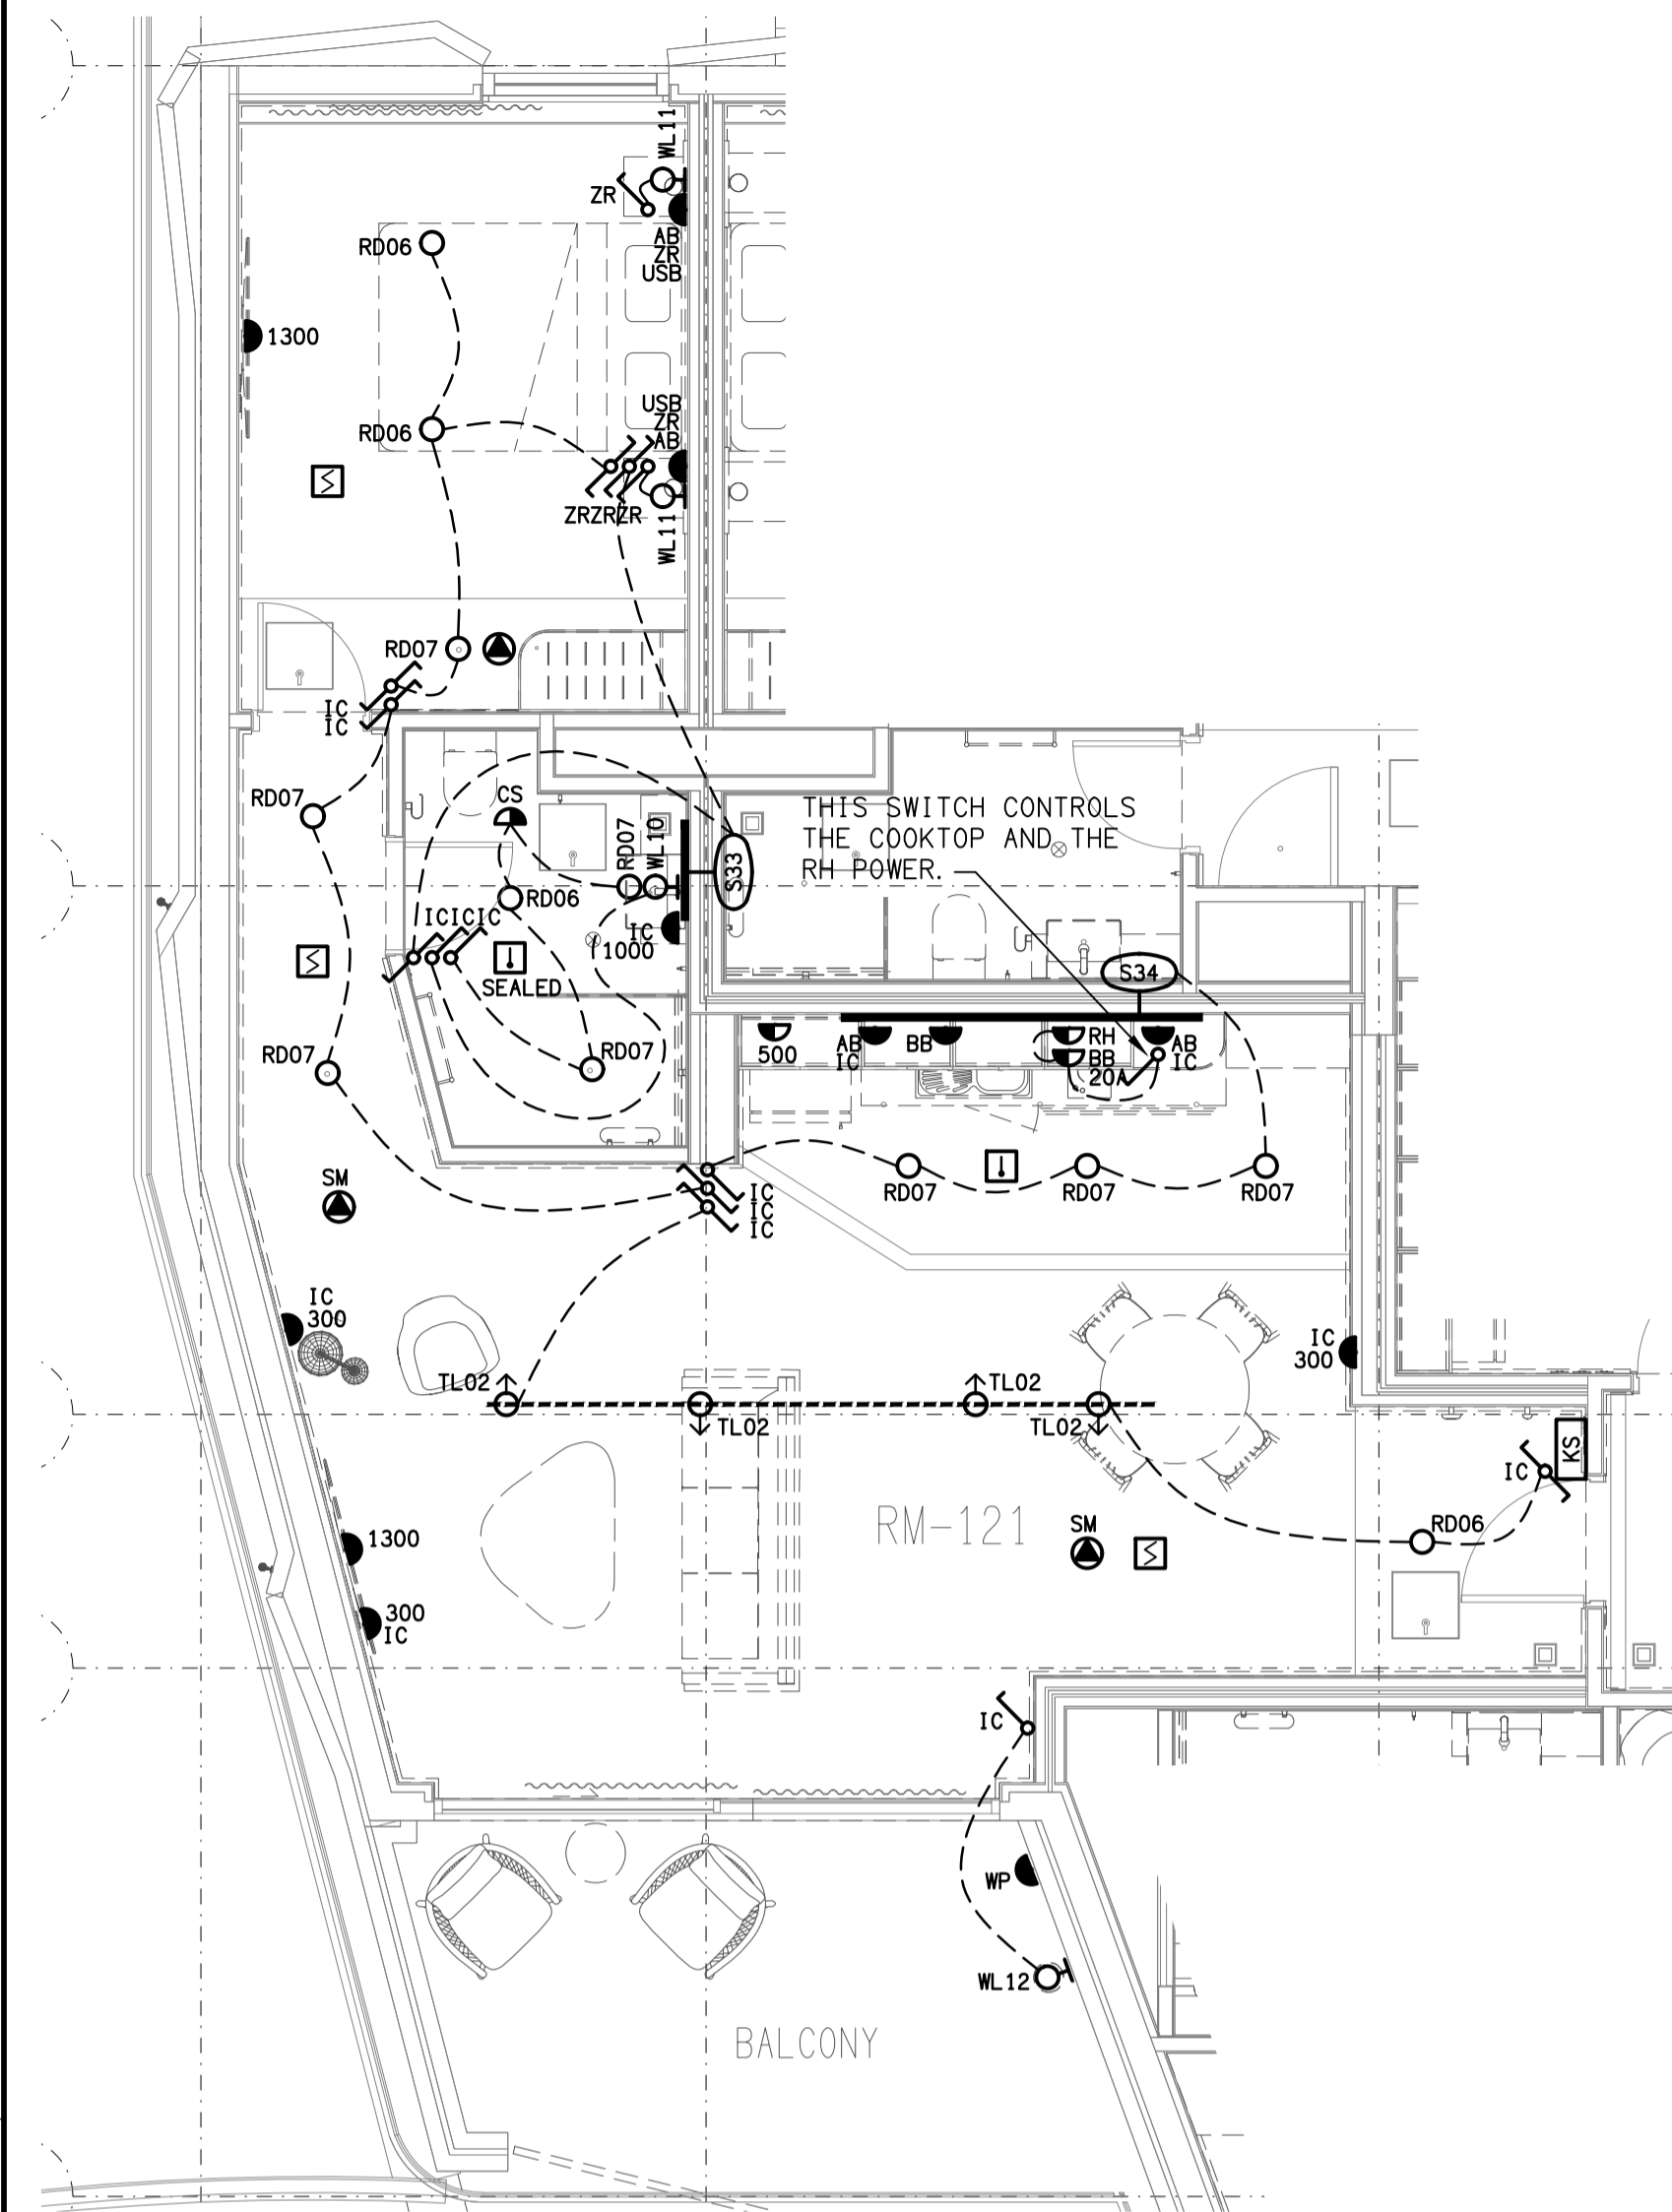 WL11
ZR
AB
ZR
USB
RD06
1300
USB
ZR
AB
RD06
ZRZRZR
WL11
RD07
IC
IC
RD07
CS
RD07
WL10
S33
THIS SWITCH CONTROLS
THE COOKTOP AND THE
RH POWER.
RD06
ICICIC
IC
1000
SEALED
S34
RD07
RD07
500
AB
IC
BB
RH
BB
20A
AB
IC
SM
IC
IC
IC
RD07
RD07
RD07
IC
300
IC
300
TL02
TL02
TL02
TL02
KS
IC
RM-121
SM
RD06
1300
300
IC
IC
WP
WL12
BALCONY